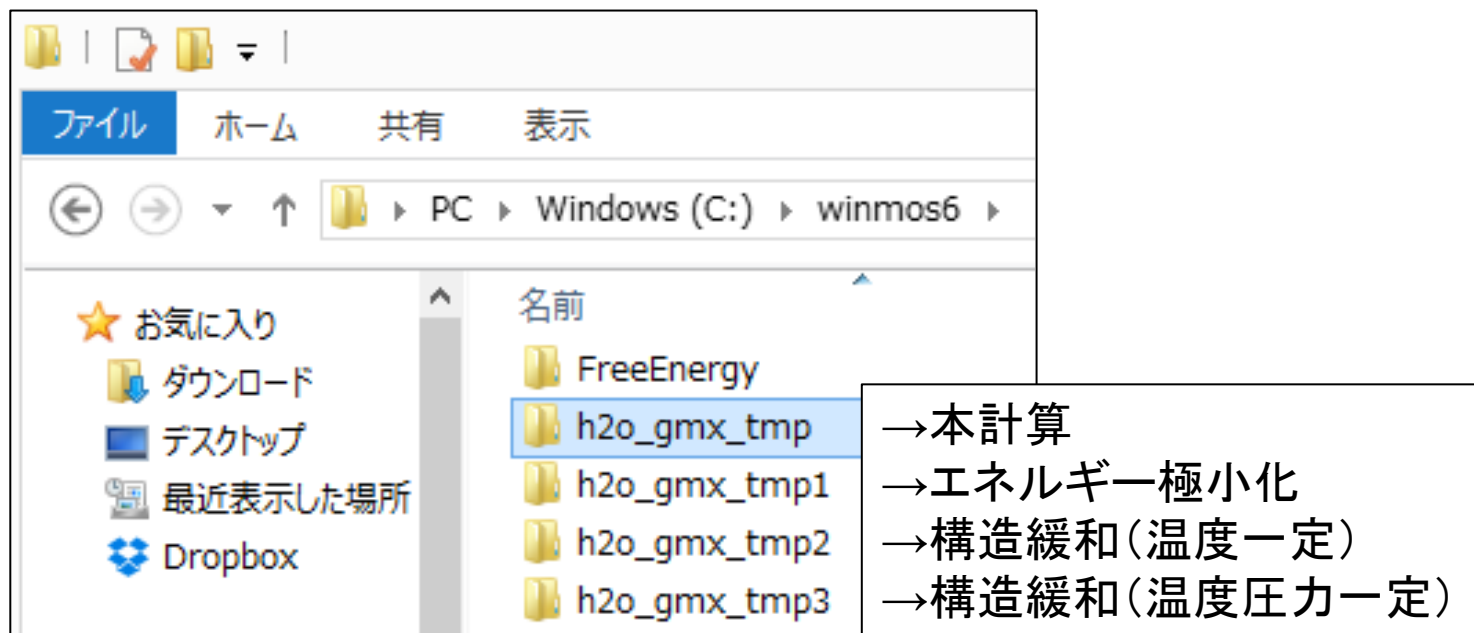 ファイル ホーム 共有 表示
PC Windows (C:) winmos6
お気に入り
ダウンロード
デスクトップ
最近表示した場所
Dropbox
名前
FreeEnergy
h2o_gmx_tmp →本計算
h2o_gmx_tmp1 →エネルギー極小化
h2o_gmx_tmp2 →構造緩和(温度一定)
h2o_gmx_tmp3 →構造緩和(温度圧力一定)